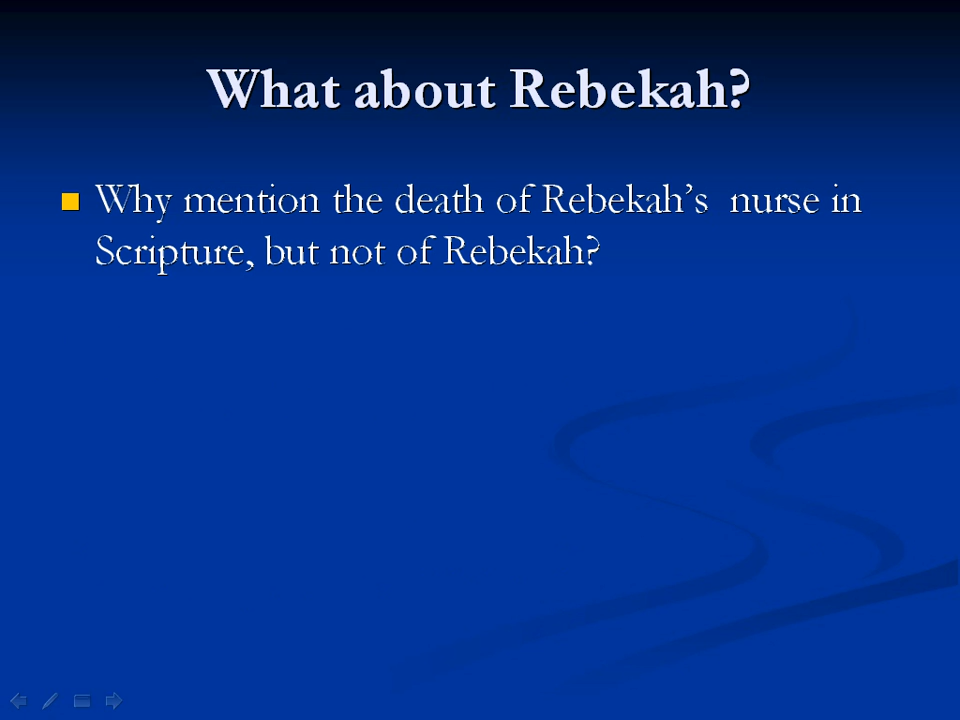 What about Rebekah?
Why mention the death of Rebekah’s  nurse in
Scripture, but not of Rebekah?